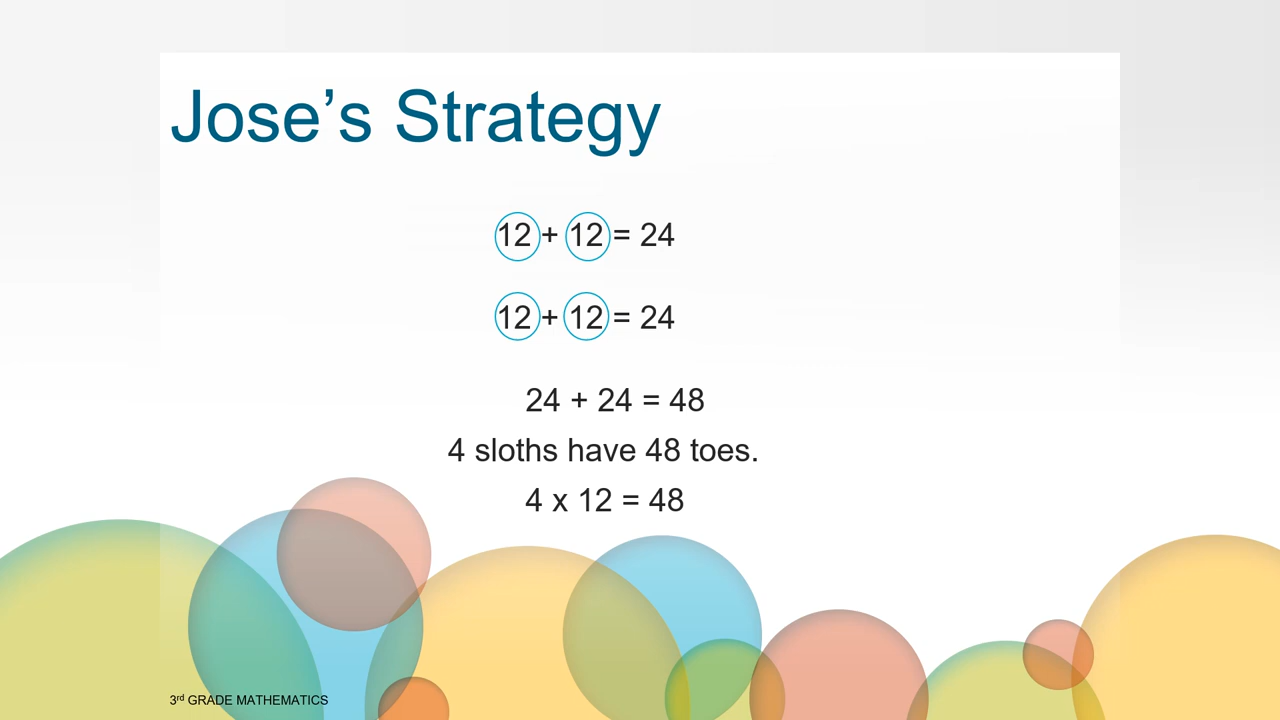 Jose’s Strategy
12 + 12 = 24
12 + 12 = 24
24 + 24 = 48
4 sloths have 48 toes.
4 x 12 = 48
3rd GRADE MATHEMATICS